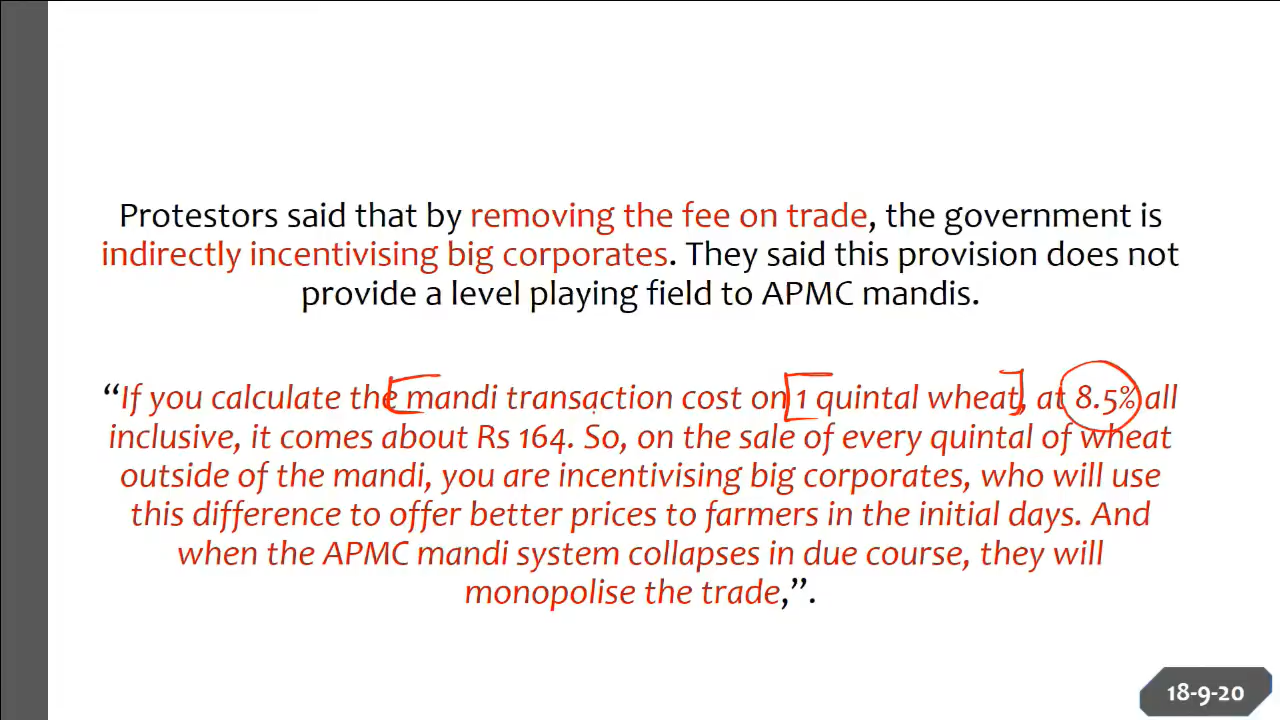 Protestors said that by removing the fee on trade, the government is
indirectly incentivising big corporates. They said this provision does not
provide a level playing field to APMC mandis.
“If you calculate the mandi transaction cost on 1 quintal wheat, at 8.5% all
inclusive, it comes about Rs 164. So, on the sale of every quintal of wheat
outside of the mandi, you are incentivising big corporates, who will use
this difference to offer better prices to farmers in the initial days. And
when the APMC mandi system collapses in due course, they will
monopolise the trade,”.
18-9-20